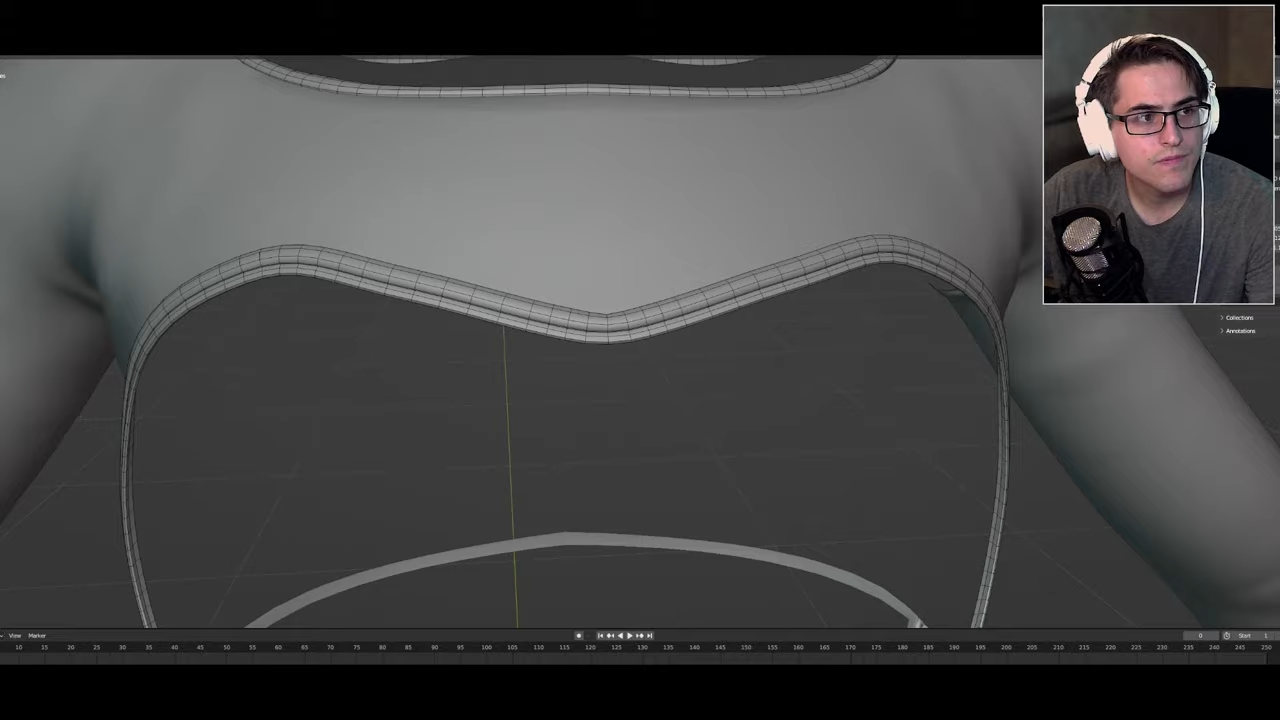 Collections
Annotations
View Marker
0 Start 1
10 15 20 25 30 35 40 45 50 55 60 65 70 75 80 85 90 95 100 105 110 115 120 125 130 135 140 145 150 155 160 165 170 175 180 185 190 195 200 205 210 215 220 225 230 235 240 245 250